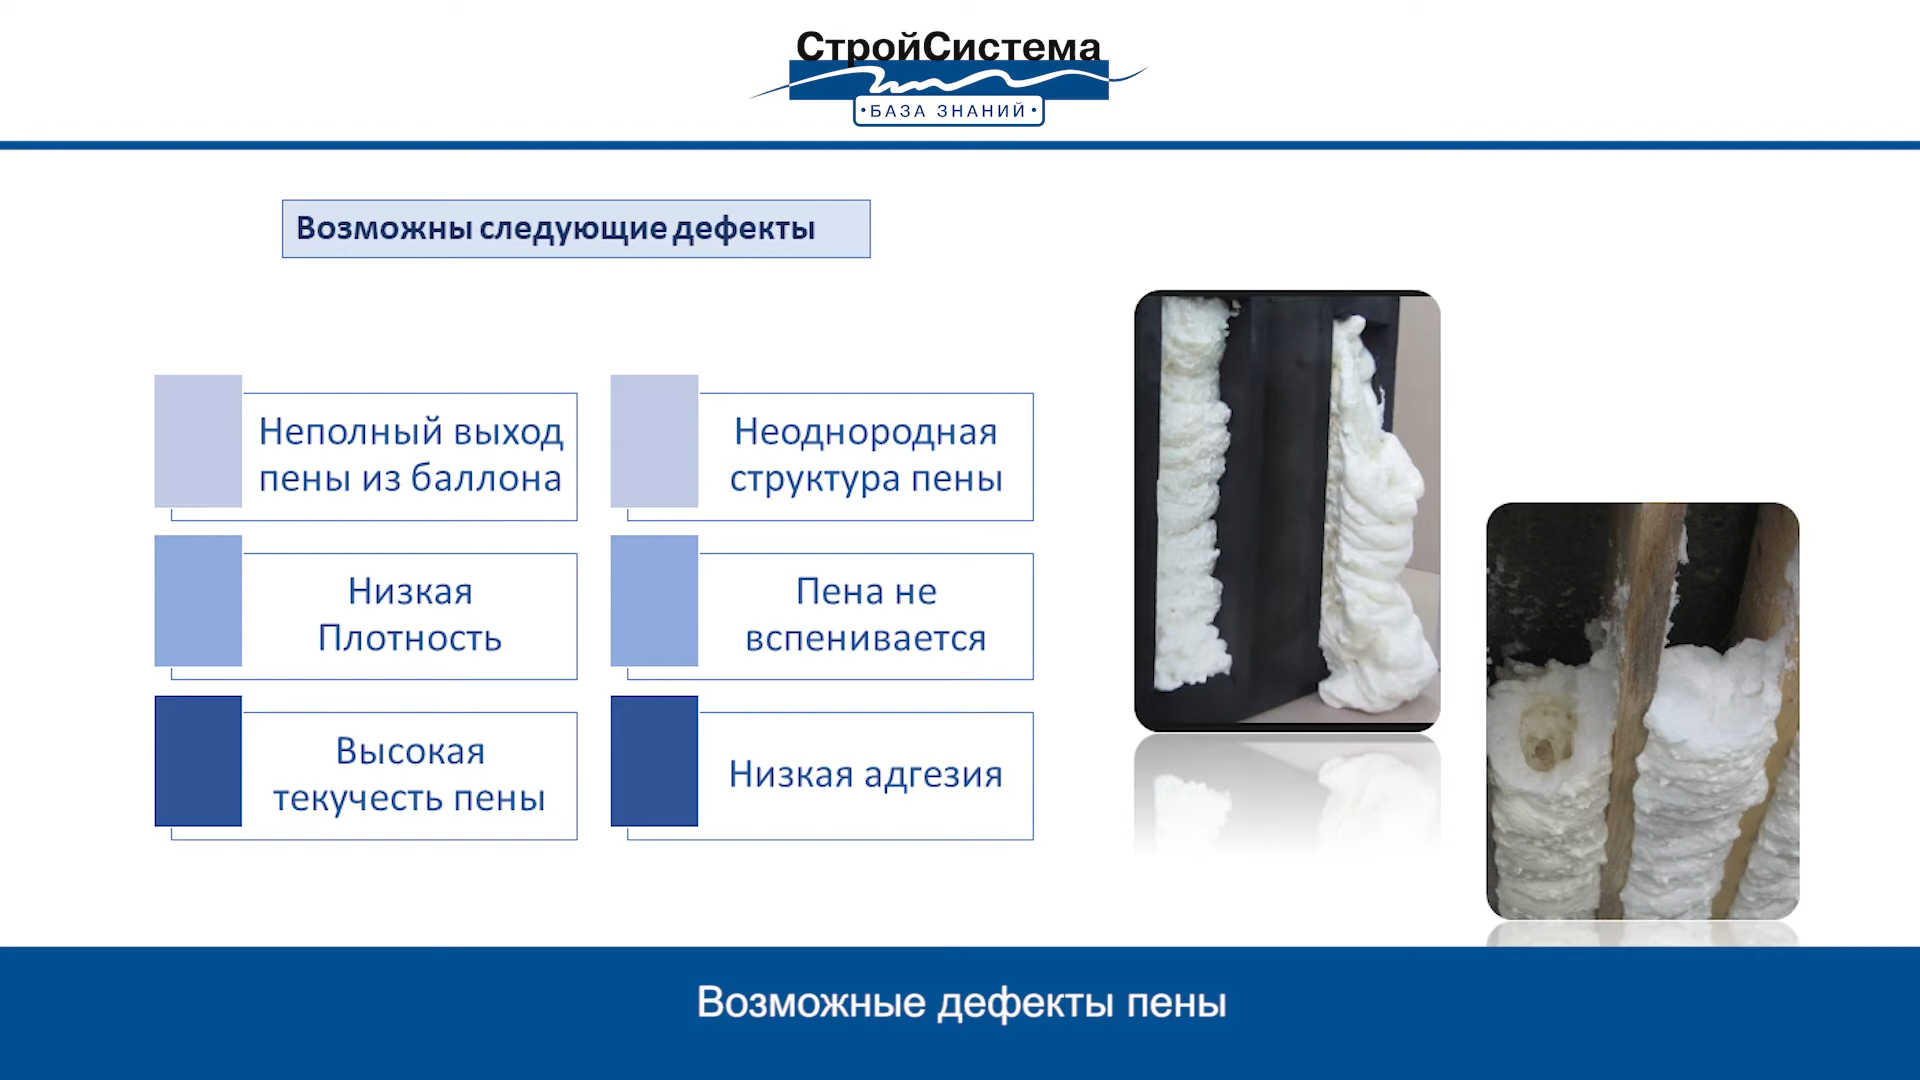 СтройСистема
•БАЗА ЗНАНИЙ•
Возможны следующие дефекты
Неполный выход
пены из баллона
Неоднородная
структура пены
Низкая
Плотность
Пена не
вспенивается
Высокая
текучесть пены
Низкая адгезия
Возможные дефекты пены